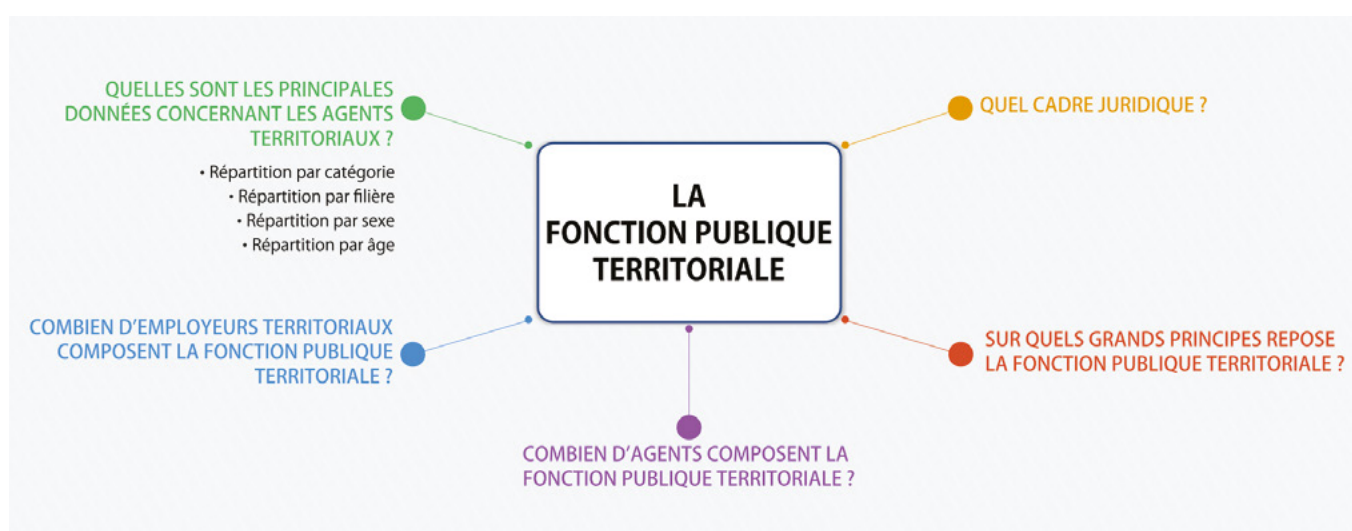 QUELLES SONT LES PRINCIPALES
DONNÉES CONCERNANT LES AGENTS
TERRITORIAUX ?
• Répartition par catégorie
• Répartition par filière
• Répartition par sexe
• Répartition par âge
QUEL CADRE JURIDIQUE ?
LA
FONCTION PUBLIQUE
TERRITORIALE
COMBIEN D’EMPLOYEURS TERRITORIAUX
COMPOSENT LA FONCTION PUBLIQUE
TERRITORIALE ?
SUR QUELS GRANDS PRINCIPES REPOSE
LA FONCTION PUBLIQUE TERRITORIALE ?
COMBIEN D’AGENTS COMPOSENT LA
FONCTION PUBLIQUE TERRITORIALE ?